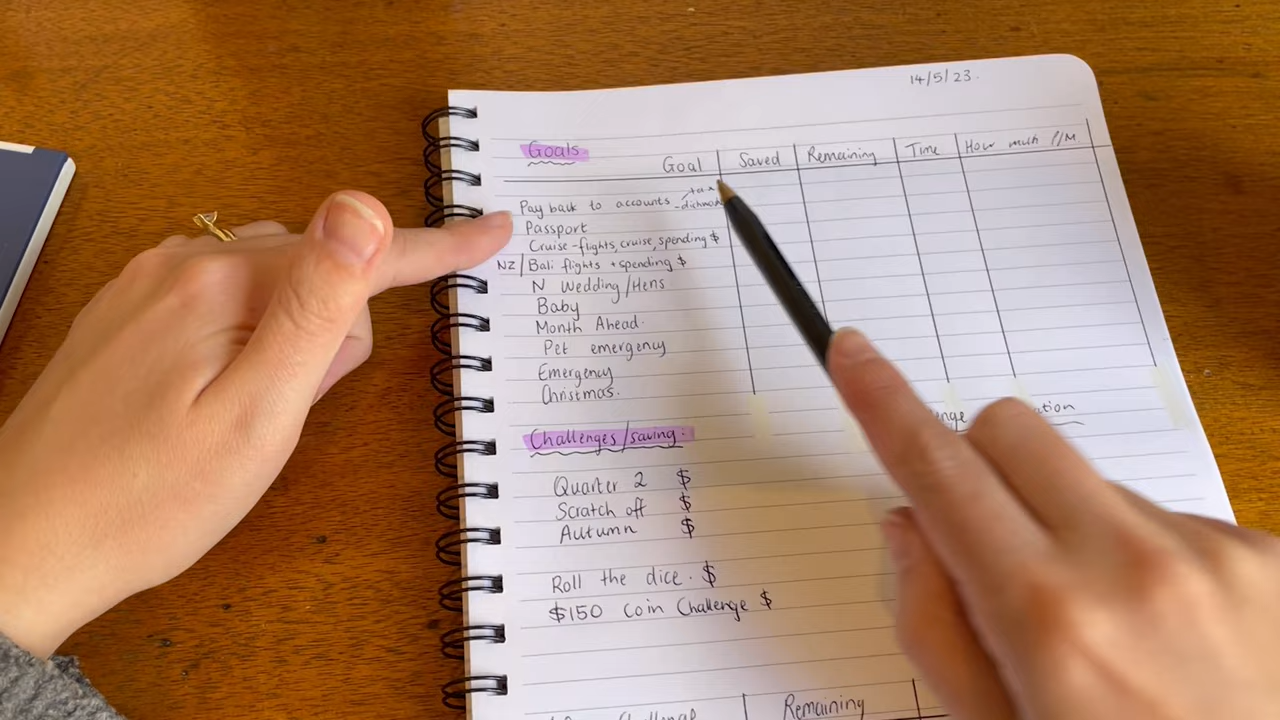 14/5/23.
Goals
Goal Saved Remaining Time How much P/M
tax
Pay back to accounts
Passport
Cruise-flights, cruise, spending $
NZ/Bali flights + spending $
N Wedding/Hens
Baby
Month Ahead.
Pet emergency
Emergency
Christmas.
Challenges/saving.
Quarter 2 $
Scratch off $
Autumn $
Roll the dice. $
$150 Coin Challenge $
Remaining